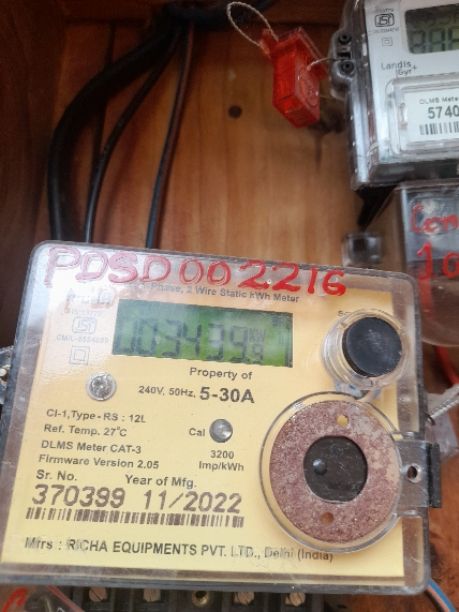 Landis
Gyr+
DLMS Mete
5740
10
PDSD002216
Phase, 2 Wire Static kWh Meter
Property of
240V, 50Hz, 5-30A
Cl-1,Type - RS : 12L
Ref. Temp. 27°C
Cal
DLMS Meter CAT-3
3200
Imp/kWh
Firmware Version 2.05
Sr. No. Year of Mfg.
370399 11/2022
Mfrs : RICHA EQUIPMENTS PVT. LTD., Delhi (India)